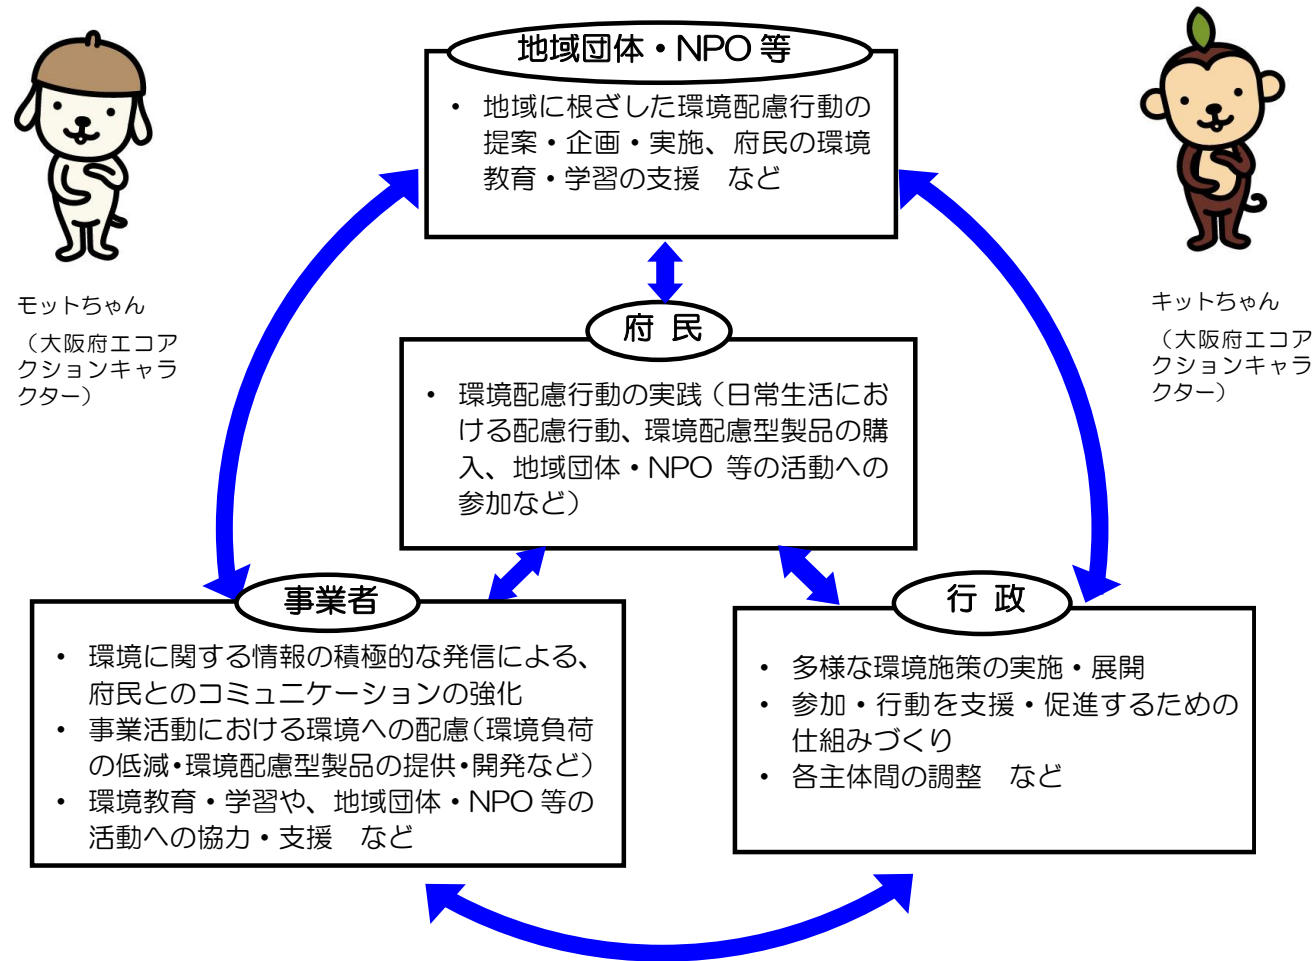 地域団体・NPO 等
・ 地域に根ざした環境配慮行動の
提案・企画・実施、府民の環境
教育・学習の支援　など
モットちゃん
（大阪府エコア
クションキャラ
クター）
キットちゃん
（大阪府エコア
クションキャラ
クター）
府 民
・ 環境配慮行動の実践（日常生活にお
ける配慮行動、環境配慮型製品の購
入、地域団体・NPO 等の活動への
参加など）
事業者
・ 環境に関する情報の積極的な発信による、
府民とのコミュニケーションの強化
・ 事業活動における環境への配慮（環境負荷
の低減・環境配慮型製品の提供・開発など）
・ 環境教育・学習や、地域団体・NPO 等の
活動への協力・支援　など
行 政
・ 多様な環境施策の実施・展開
・ 参加・行動を支援・促進するための
仕組みづくり
・ 各主体間の調整　など